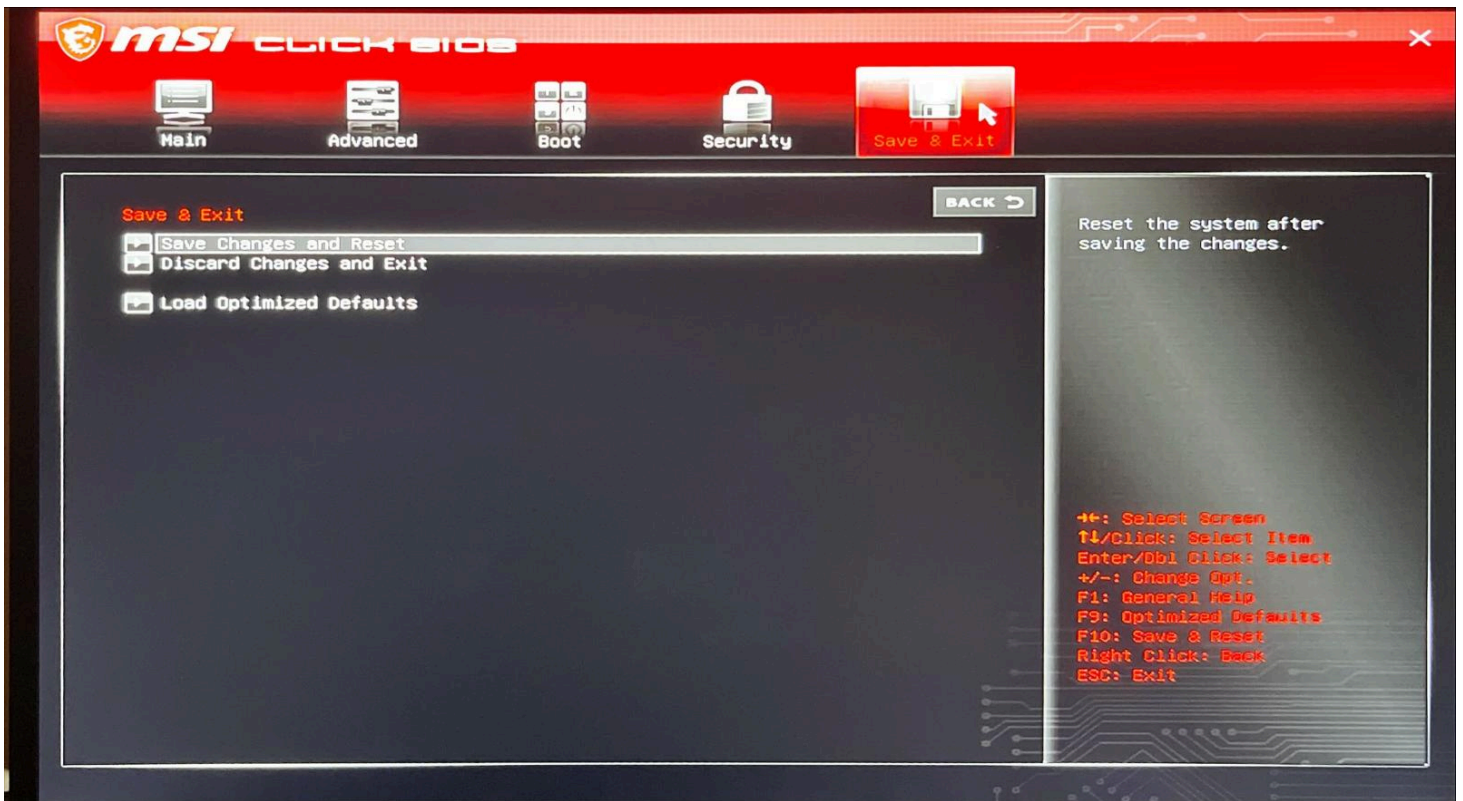 msi CLICK BIOS
Main
Advanced
Boot
Security
Save & Exit
BACK
Save & Exit
Save Changes and Reset
Discard Changes and Exit
Load Optimized Defaults
Reset the system after
saving the changes.
→←: Select Screen
↑↓/Click: Select Item
Enter/Dbl Click: Select
+/-: Change Opt.
F1: General Help
F9: Optimized Defaults
F10: Save & Reset
Right Click: Back
ESC: Exit